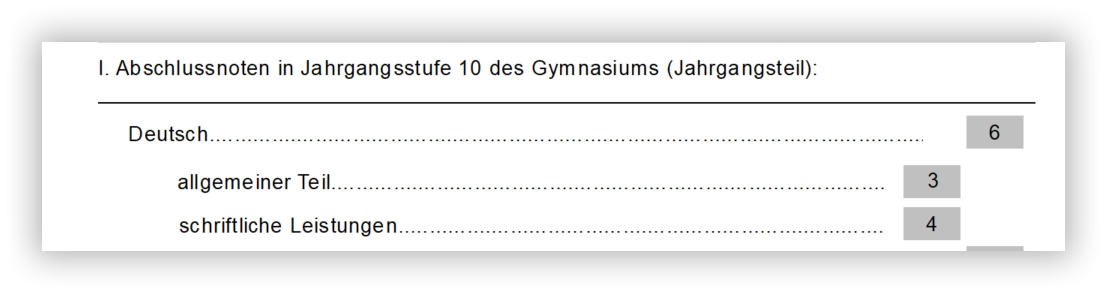 I. Abschlussnoten in Jahrgangsstufe 10 des Gymnasiums (Jahrgangsteil):
Deutsch................................................................................................ 6
allgemeiner Teil.......................................................................... 3
schriftliche Leistungen................................................................. 4